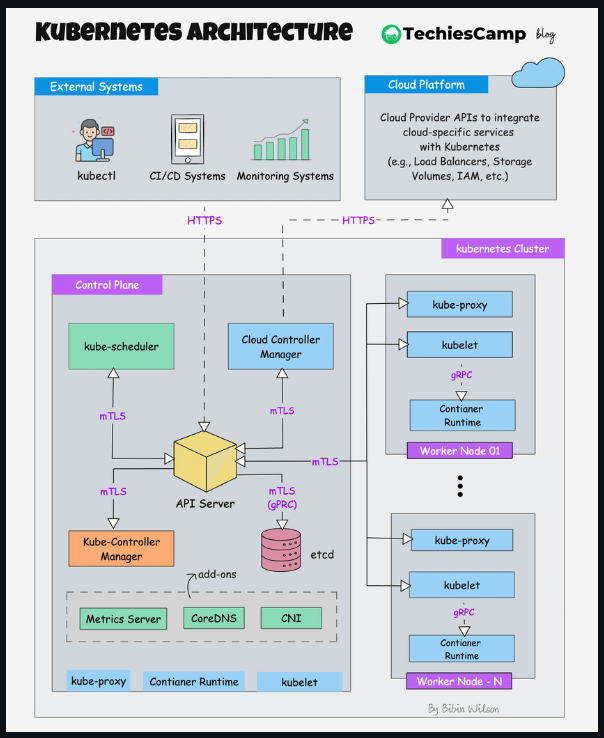 KUBERNETES ARCHITECTURE
TechiesCamp blog
External Systems
kubectl
CI/CD Systems
Monitoring Systems
Cloud Platform
Cloud Provider APIs to integrate
cloud-specific services
with Kubernetes
(e.g., Load Balancers, Storage
Volumes, IAM, etc.)
HTTPS
HTTPS
kubernetes Cluster
Control Plane
kube-scheduler
Cloud Controller
Manager
mTLS
mTLS
API Server
mTLS
mTLS
mTLS
(gPRC)
Kube-Controller
Manager
etcd
add-ons
Metrics Server
CoreDNS
CNI
kube-proxy
Contianer Runtime
kubelet
kube-proxy
kubelet
gRPC
Contianer
Runtime
Worker Node 01
kube-proxy
kubelet
gRPC
Contianer
Runtime
Worker Node - N
By Bibin Wilson